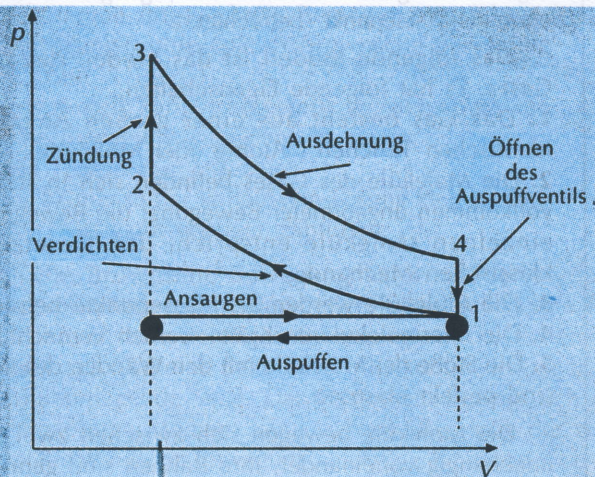 p
3
Zündung
Ausdehnung
Öffnen
des
Auspuffventils
2
4
Verdichten
Ansaugen
1
Auspuffen
V